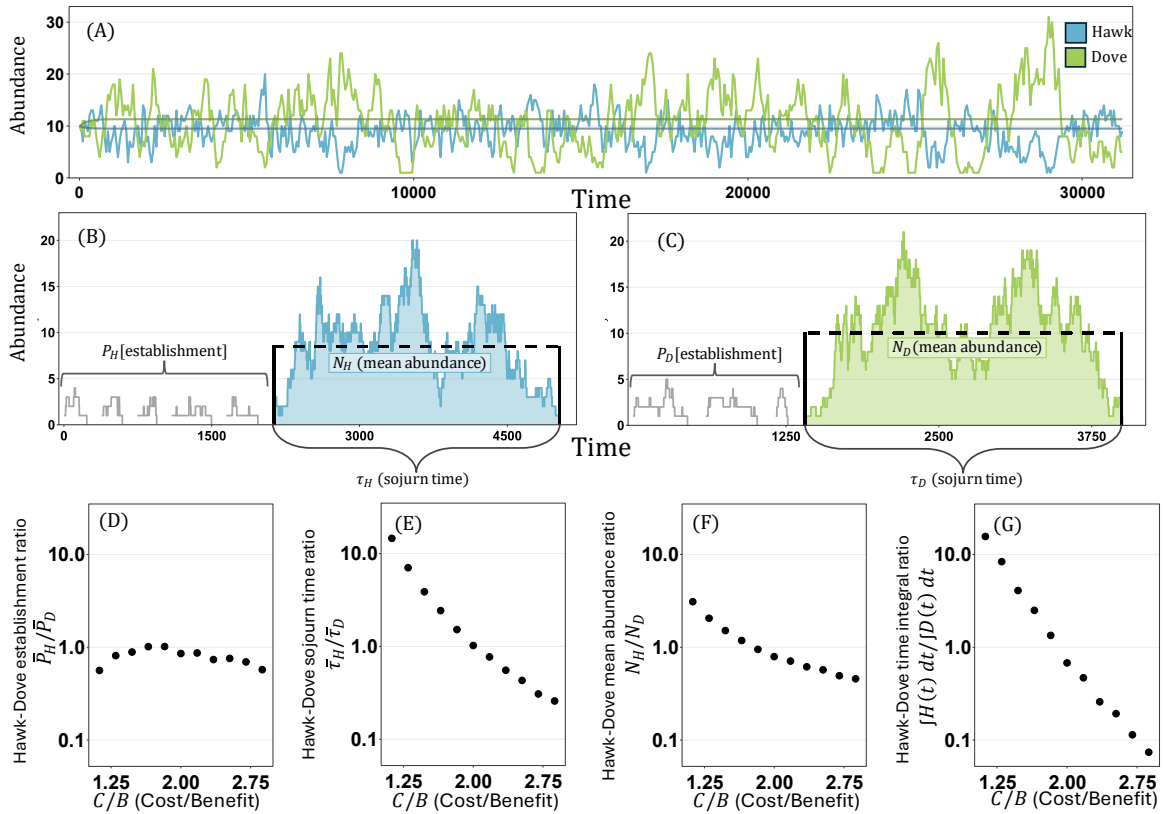 (A)
Hawk
Dove
Abundance
30
20
10
0
0
10000
20000
30000
Time
(B)
Abundance
20
15
10
5
0
P_H[establishment]
N_H (mean abundance)
0
1500
3000
4500
τ_H (sojurn time)
(C)
20
15
10
5
0
P_D[establishment]
N_D(mean abundance)
1250
2500
3750
τ_D (sojurn time)
Time
(D)
Hawk-Dove establishment ratio
P̅_H/P̅_D
10.0
1.0
0.1
1.25
2.00
2.75
C/B (Cost/Benefit)
(E)
Hawk-Dove sojourn time ratio
τ̅_H/τ̅_D
10.0
1.0
0.1
1.25
2.00
2.75
C/B (Cost/Benefit)
(F)
Hawk-Dove mean abundance ratio
N_H/N_D
10.0
1.0
0.1
1.25
2.00
2.75
C/B (Cost/Benefit)
(G)
Hawk-Dove time integral ratio
∫H(t) dt/∫D(t) dt
10.0
1.0
0.1
1.25
2.00
2.75
C/B (Cost/Benefit)